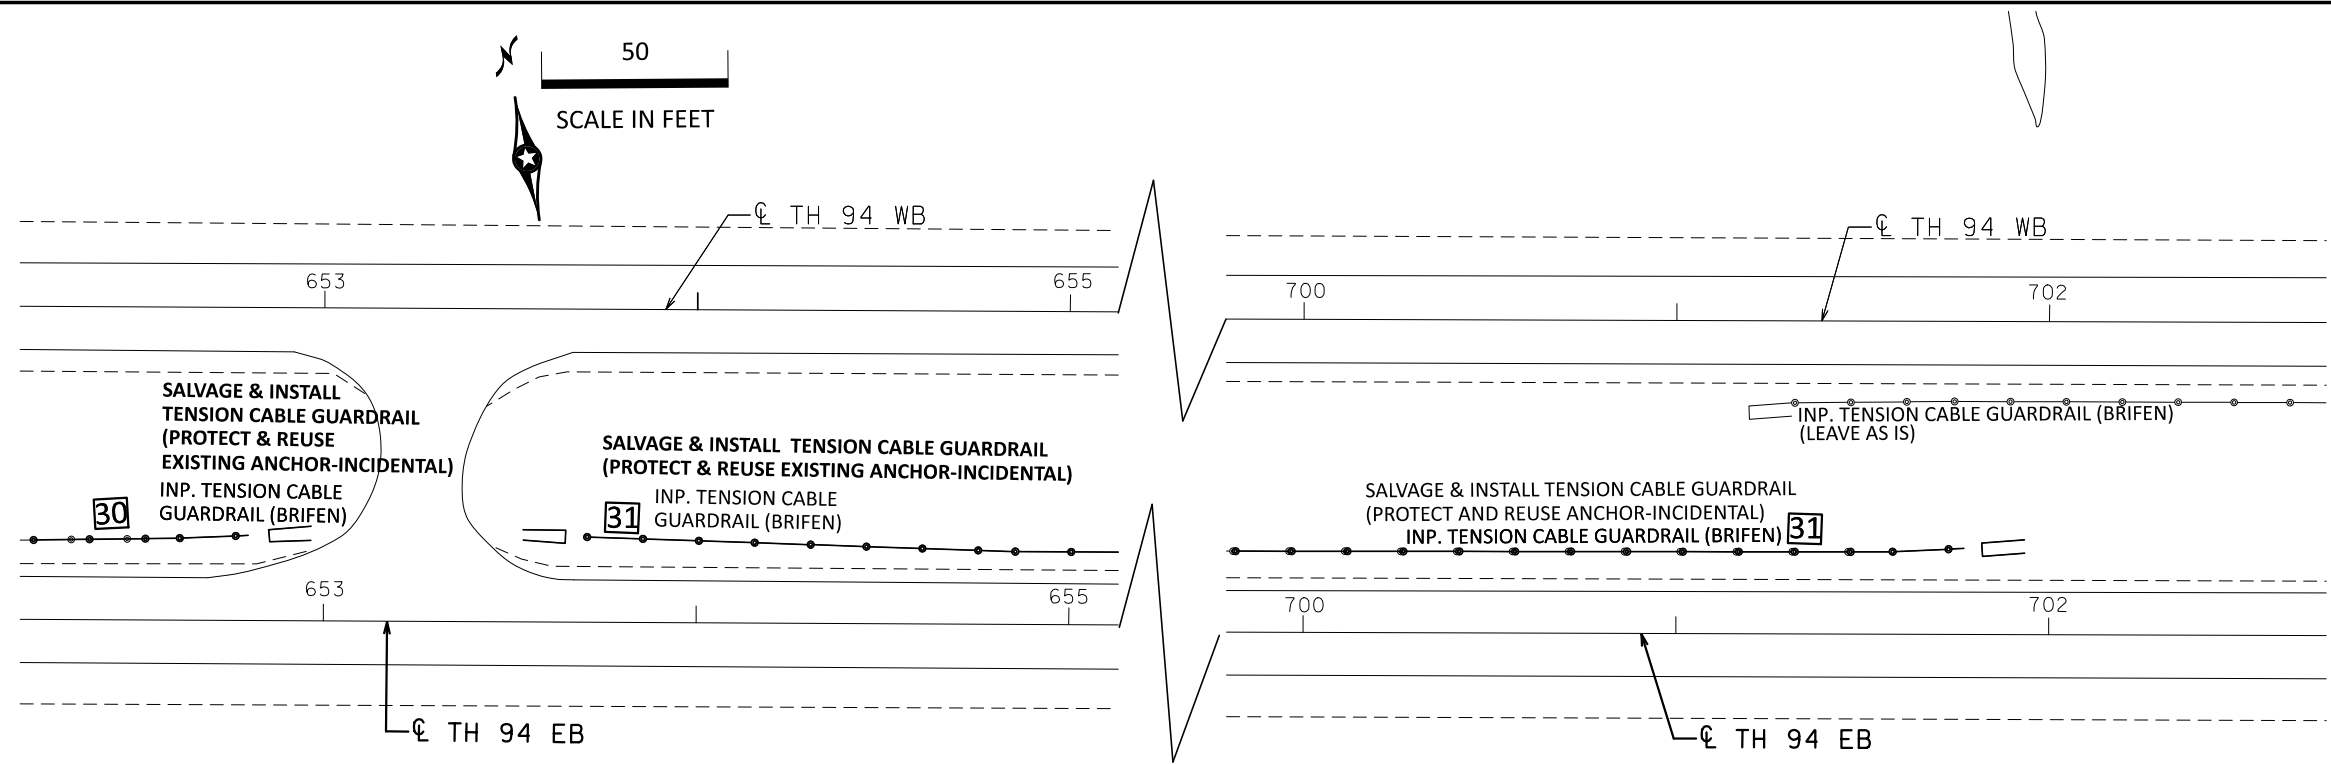 N
50
SCALE IN FEET
℄ TH 94 WB
653
655
℄ TH 94 WB
700
702
SALVAGE & INSTALL
TENSION CABLE GUARDRAIL
(PROTECT & REUSE
EXISTING ANCHOR-INCIDENTAL)
INP. TENSION CABLE
GUARDRAIL (BRIFEN)
30
SALVAGE & INSTALL TENSION CABLE GUARDRAIL
(PROTECT & REUSE EXISTING ANCHOR-INCIDENTAL)
31
INP. TENSION CABLE
GUARDRAIL (BRIFEN)
INP. TENSION CABLE GUARDRAIL (BRIFEN)
(LEAVE AS IS)
SALVAGE & INSTALL TENSION CABLE GUARDRAIL
(PROTECT AND REUSE ANCHOR-INCIDENTAL)
INP. TENSION CABLE GUARDRAIL (BRIFEN)
31
653
655
700
702
℄ TH 94 EB
℄ TH 94 EB